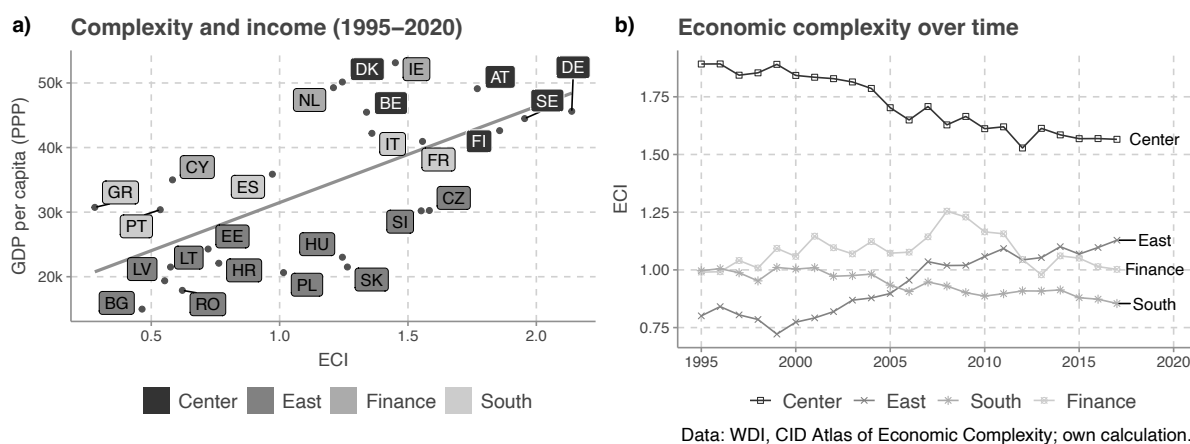 a) Complexity and income (1995–2020)
GDP per capita (PPP)
50k
40k
30k
20k
DK
IE
NL
BE
AT
DE
SE
IT
FI
FR
CY
ES
GR
PT
CZ
SI
EE
HU
LT
LV
HR
PL
SK
BG
RO
0.5 1.0 1.5 2.0
ECI
Center East Finance South
b) Economic complexity over time
ECI
1.75
1.50
1.25
1.00
0.75
Center
East
Finance
South
1995 2000 2005 2010 2015 2020
Center East South Finance
Data: WDI, CID Atlas of Economic Complexity; own calculation.